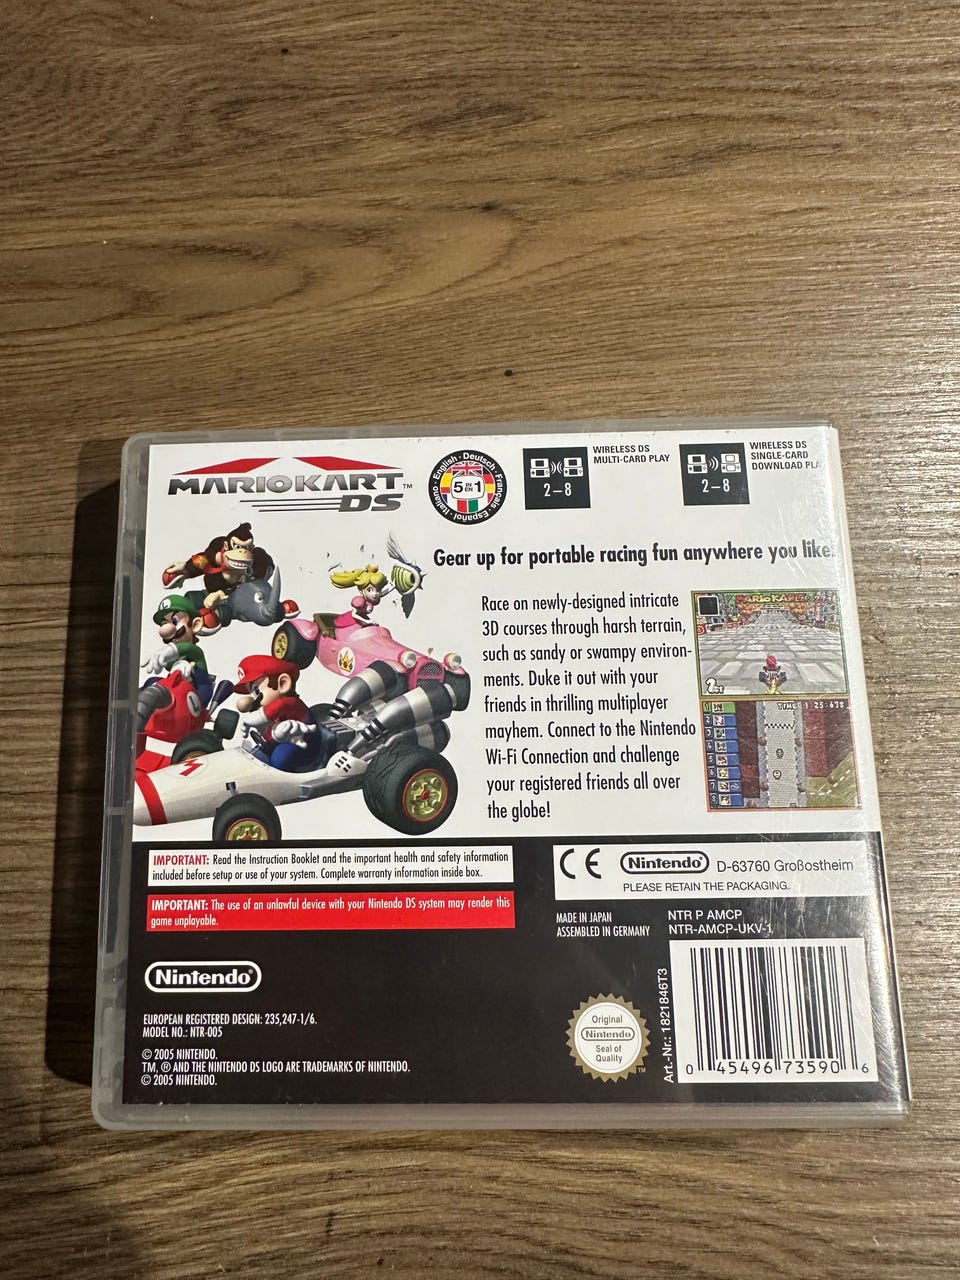 MARIOKART™
DS
English · Deutsch · Français · Español · Italiano ·
5 IN EN 1
WIRELESS DS
MULTI-CARD PLAY
2–8
WIRELESS DS
SINGLE-CARD
DOWNLOAD
2–8
Gear up for portable racing fun anywhere you like
Race on newly-designed intricate
3D courses through harsh terrain,
such as sandy or swampy environ-
ments. Duke it out with your
friends in thrilling multiplayer
mayhem. Connect to the Nintendo
Wi-Fi Connection and challenge
your registered friends all over
the globe!
TIME 1:25:678
IMPORTANT: Read the Instruction Booklet and the important health and safety information
included before setup or use of your system. Complete warranty information inside box.
IMPORTANT: The use of an unlawful device with your Nintendo DS system may render this
game unplayable.
CE Nintendo® D-63760 Großostheim
PLEASE RETAIN THE PACKAGING.
MADE IN JAPAN
ASSEMBLED IN GERMANY
NTR P AMCP
NTR-AMCP-UKV-1
Nintendo®
EUROPEAN REGISTERED DESIGN: 235,247-1/6.
MODEL NO.: NTR-005
© 2005 NINTENDO.
TM, ® AND THE NINTENDO DS LOGO ARE TRADEMARKS OF NINTENDO.
© 2005 NINTENDO.
Original
Nintendo®
Seal of
Quality
TM
Art.-Nr.: 1821846T3
0 45496 73590 6